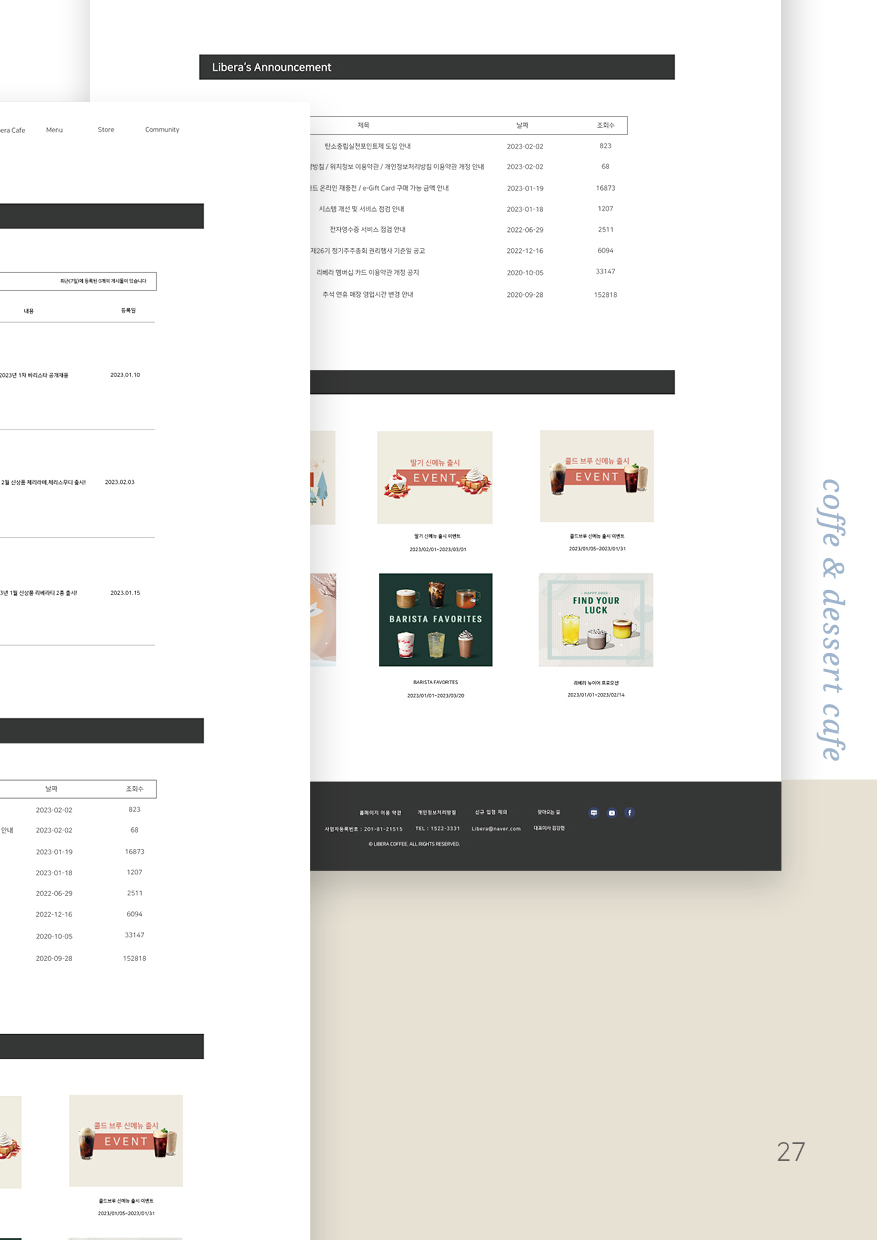 Libera's Announcement
제목 날짜 조회수
탄소중립실천포인트제 도입 안내 2023-02-02 823
방침 / 위치정보 이용약관 / 개인정보처리방침 이용약관 개정 안내 2023-02-02 68
드 온라인 재충전 / e-Gift Card 구매 가능 금액 안내 2023-01-19 16873
시스템 개선 및 서비스 점검 안내 2023-01-18 1207
전자영수증 서비스 점검 안내 2022-06-29 2511
제26기 정기주주총회 권리행사 기준일 공고 2022-12-16 6094
리베라 멤버십 카드 이용약관 개정 공지 2020-10-05 33147
추석 연휴 매장 영업시간 변경 안내 2020-09-28 152818
딸기 신메뉴 출시
EVENT
콜드 브루 신메뉴 출시
EVENT
딸기 신메뉴 출시 이벤트
2023/02/01~2023/03/01
콜드브루 신메뉴 출시 이벤트
2023/01/05~2023/01/31
BARISTA FAVORITES
HAPPY 2023
FIND YOUR
LUCK
BARISTA FAVORITES
2023/01/01~2023/03/20
리베라 뉴이어 프로모션
2023/01/01~2023/02/14
홈페이지 이용 약관 개인정보처리방침 신규 입점 제의 찾아오는 길
사업자등록번호 : 201-81-21515 TEL : 1522-3331 Libera@naver.com 대표이사
© LIBERA COFFEE. ALL RIGHTS RESERVED.
era Cafe Menu Store Community
최근(7일)에 등록된 0개의 게시물이 있습니다
내용 등록일
2023년 1차 바리스타 공개채용 2023.01.10
2월 신상품 체리라떼,체리스무디 출시! 2023.02.03
3년 1월 신상품 리베라티 2종 출시! 2023.01.15
날짜 조회수
2023-02-02 823
안내 2023-02-02 68
2023-01-19 16873
2023-01-18 1207
2022-06-29 2511
2022-12-16 6094
2020-10-05 33147
2020-09-28 152818
콜드 브루 신메뉴 출시
EVENT
콜드브루 신메뉴 출시 이벤트
2023/01/05~2023/01/31
coffe & dessert cafe
27